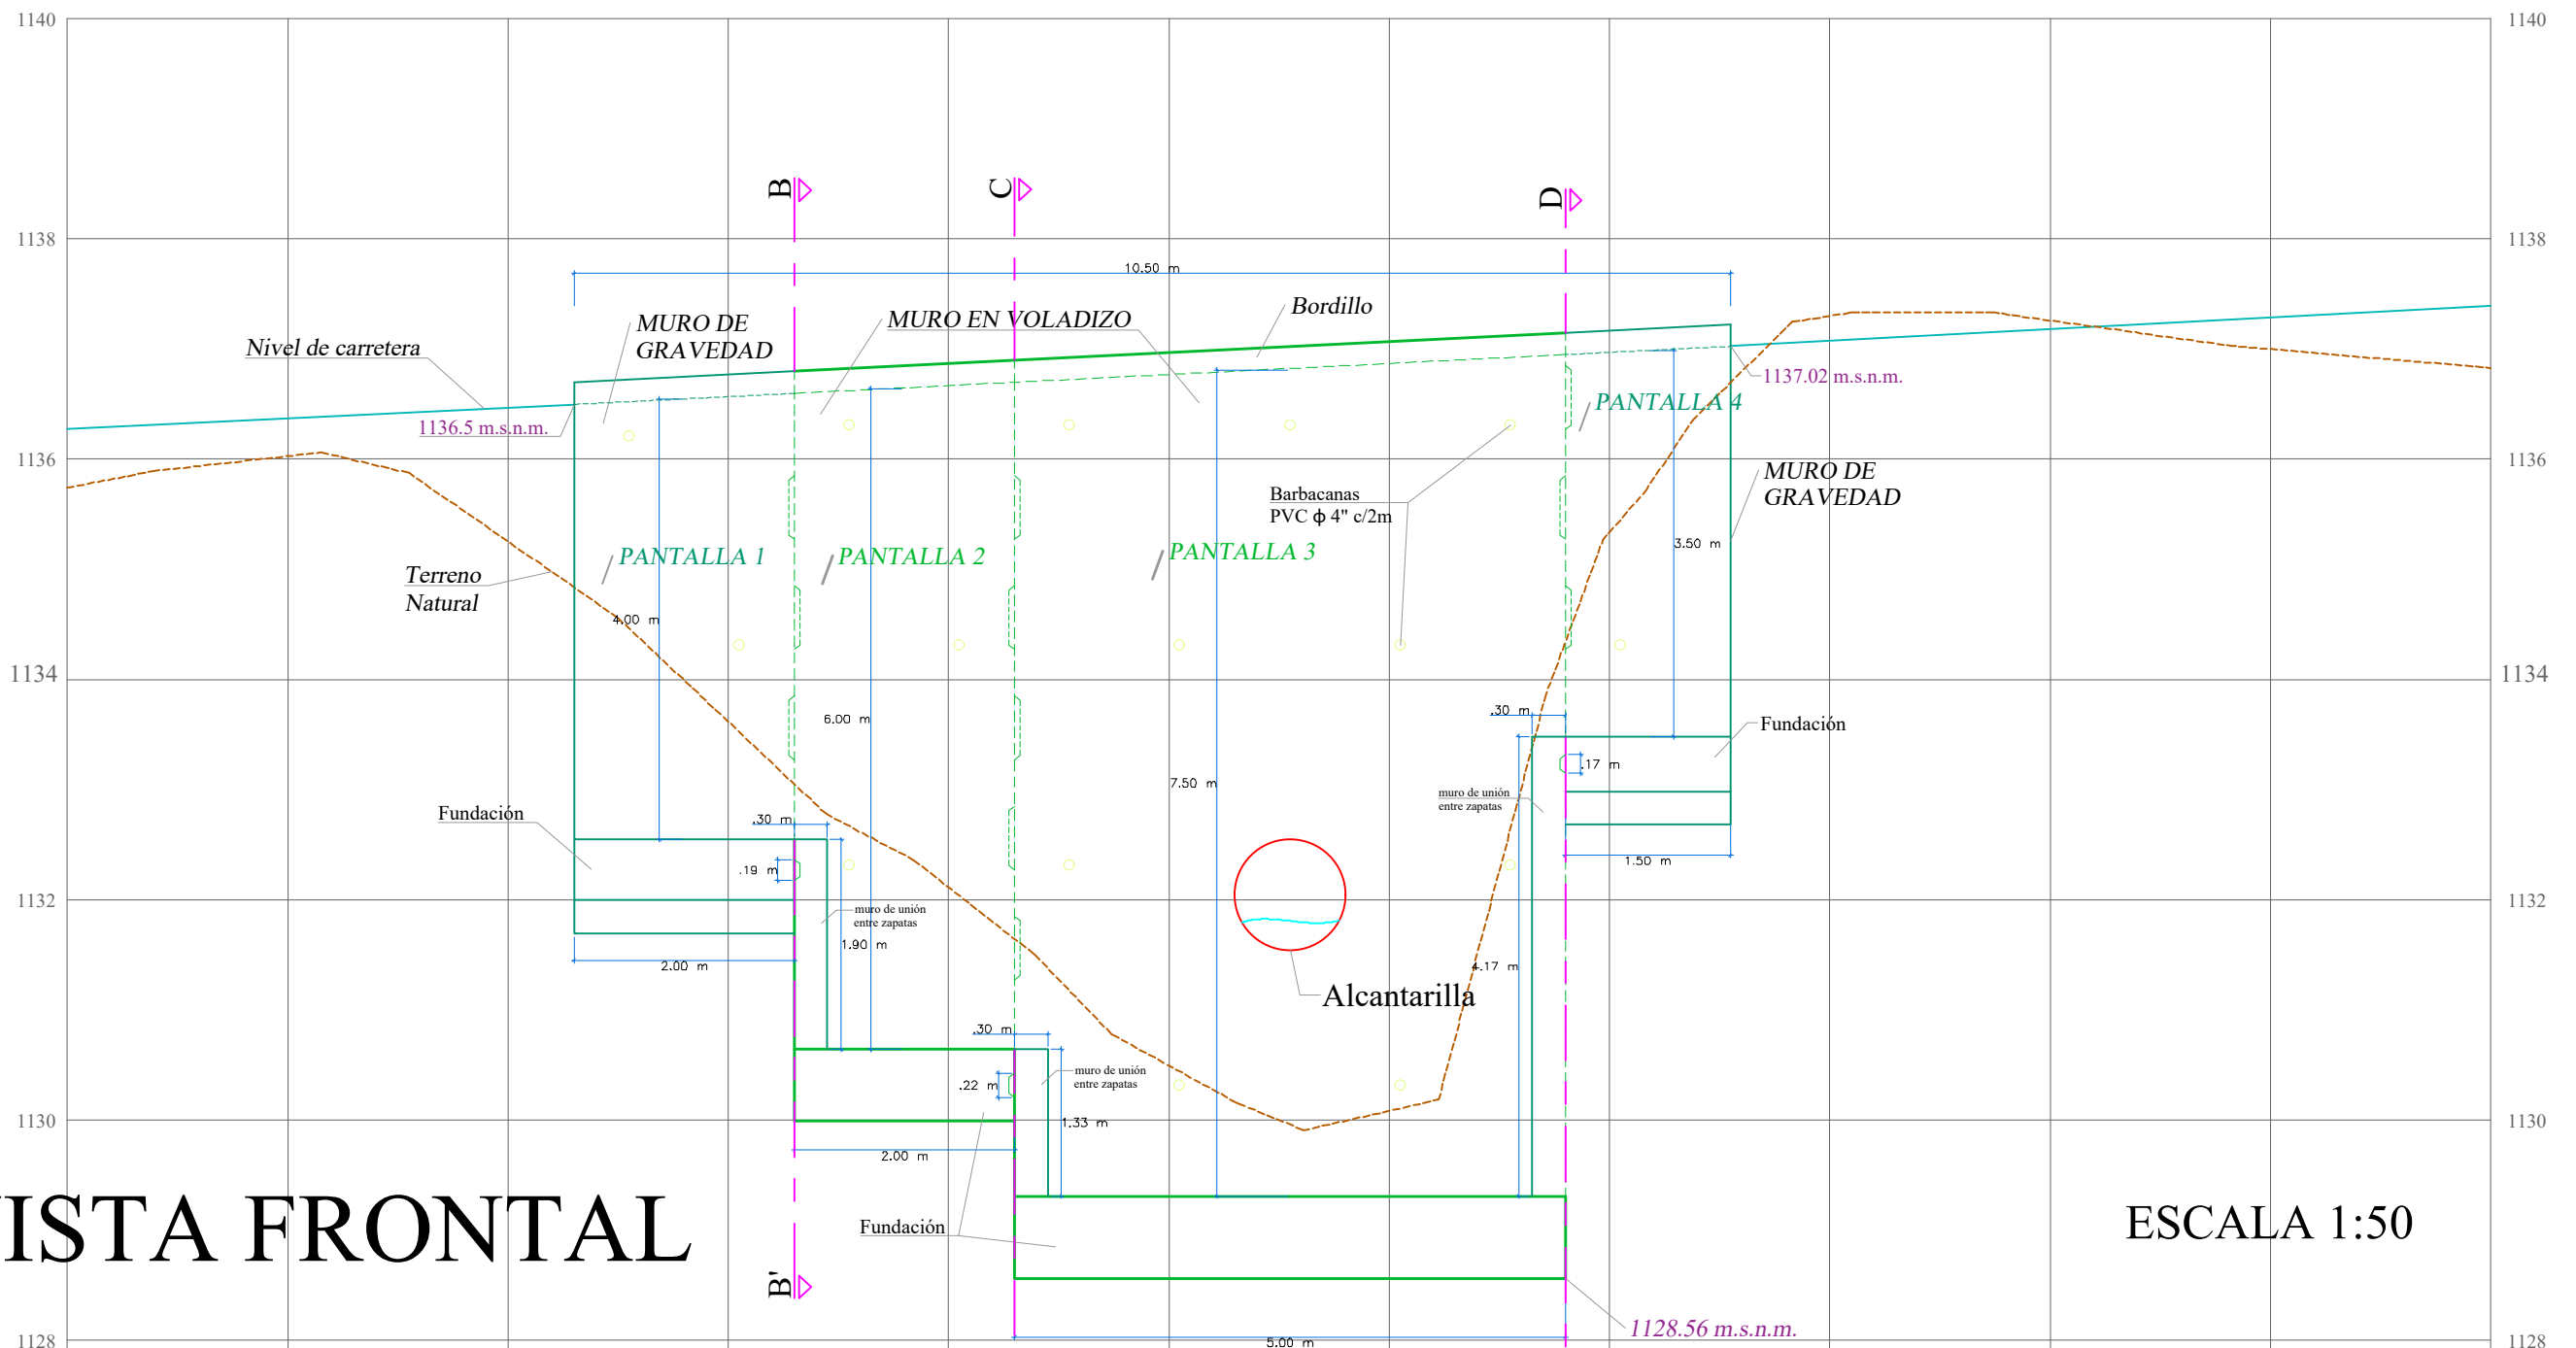 1140
1140
B
C
D
1138
1138
10.50 m
MURO DE
GRAVEDAD
MURO EN VOLADIZO
Bordillo
Nivel de carretera
1137.02 m.s.n.m.
PANTALLA 4
1136.5 m.s.n.m.
1136
1136
MURO DE
GRAVEDAD
Barbacanas
PVC ϕ 4" c/2m
3.50 m
PANTALLA 1
PANTALLA 2
PANTALLA 3
Terreno
Natural
4.00 m
1134
1134
.30 m
6.00 m
Fundación
.17 m
7.50 m
muro de unión
entre zapatas
Fundación
.30 m
1.50 m
.19 m
1132
1132
muro de unión
entre zapatas
1.90 m
2.00 m
4.17 m
Alcantarilla
.30 m
muro de unión
entre zapatas
.22 m
1.33 m
1130
1130
2.00 m
ISTA FRONTAL
Fundación
ESCALA 1:50
B'
1128.56 m.s.n.m.
1128
5.00 m
1128